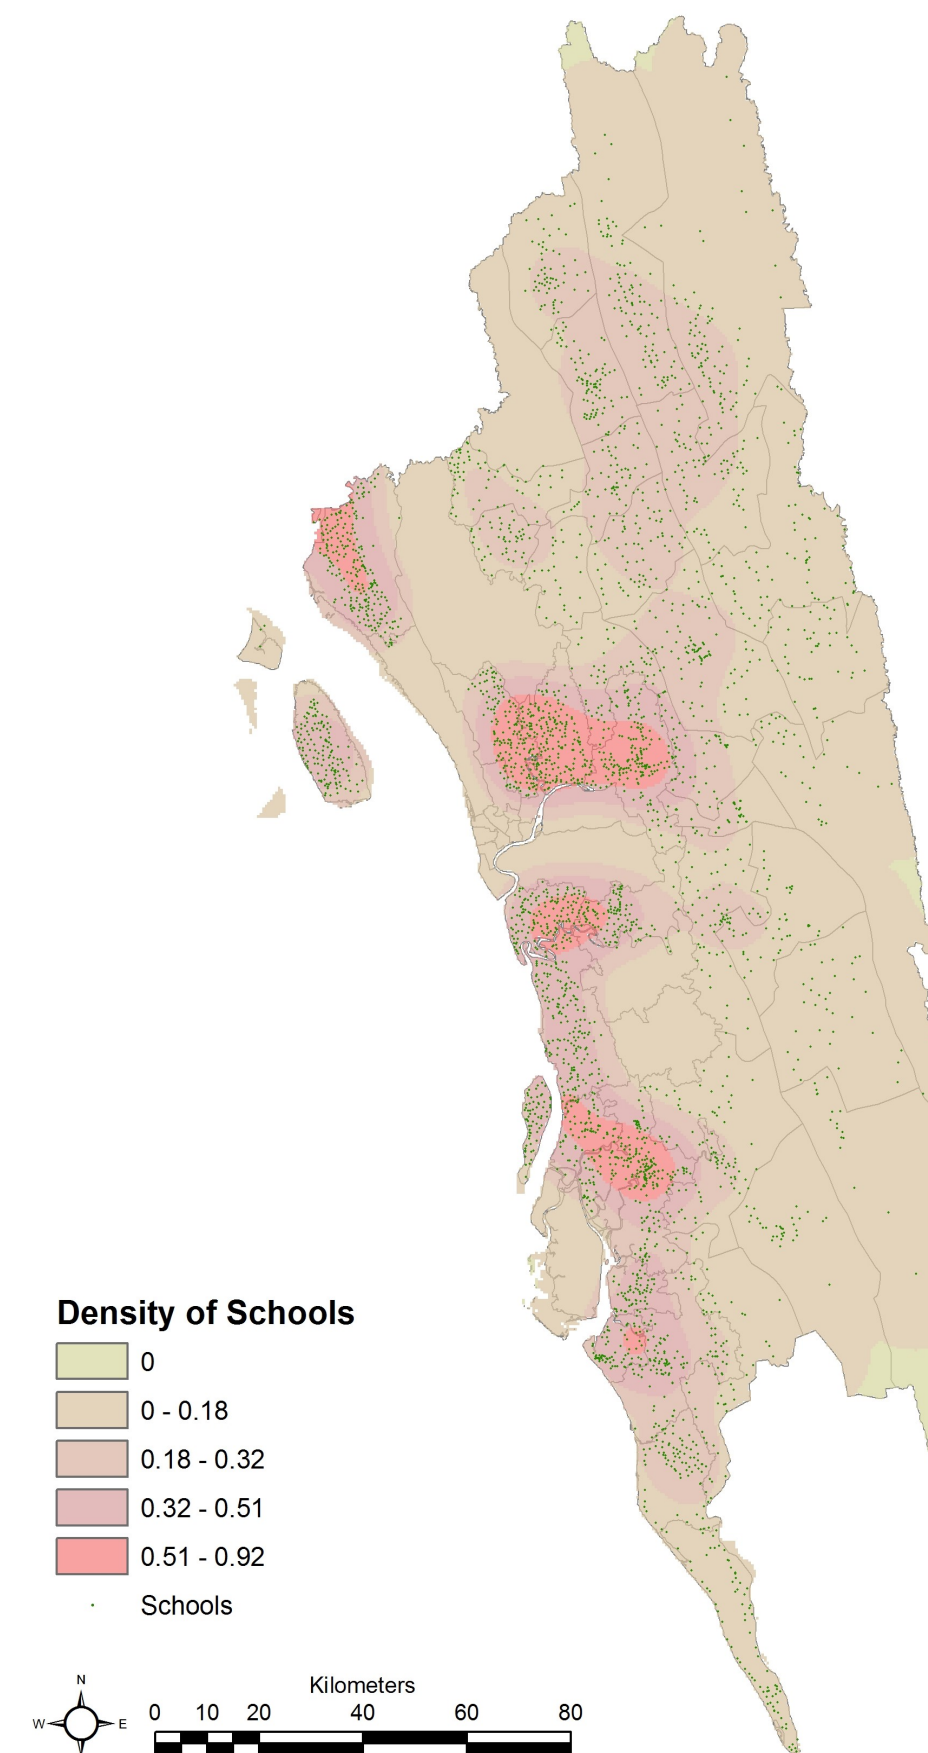 Density of Schools
0
0 - 0.18
0.18 - 0.32
0.32 - 0.51
0.51 - 0.92
Schools
N
W E
Kilometers
0 10 20 40 60 80